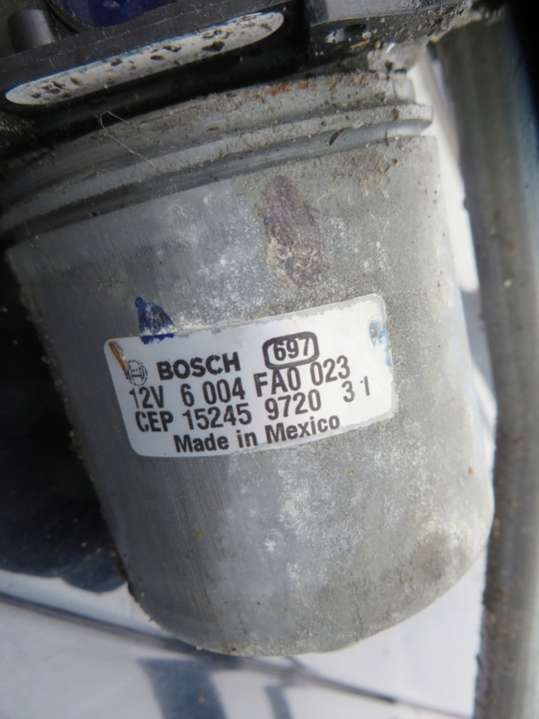 BOSCH 697
12V 6 004 FA0 023
CEP 15245 9720 31
Made in Mexico